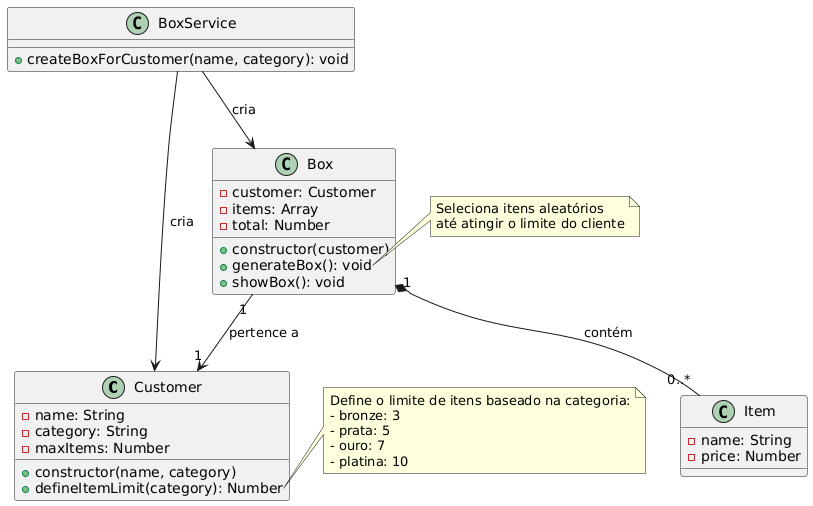 BoxService
createBoxForCustomer(name, category): void
cria
cria
Box
customer: Customer
items: Array
total: Number
constructor(customer)
generateBox(): void
showBox(): void
Seleciona itens aleatórios
até atingir o limite do cliente
1
1
pertence a
1
contém
0..*
Customer
name: String
category: String
maxItems: Number
constructor(name, category)
defineItemLimit(category): Number
Define o limite de itens baseado na categoria:
- bronze: 3
- prata: 5
- ouro: 7
- platina: 10
Item
name: String
price: Number